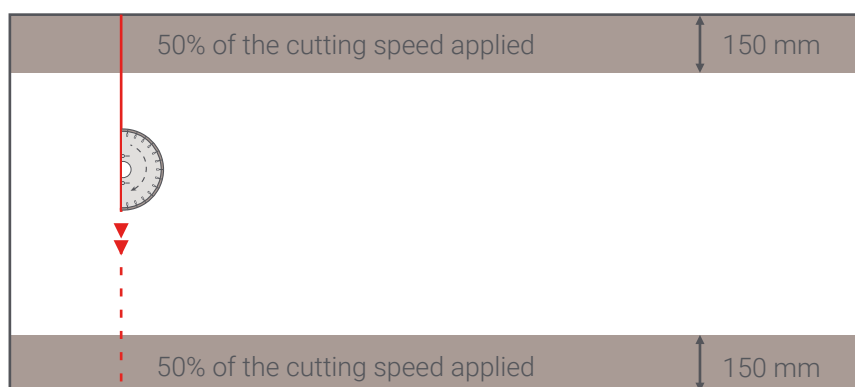 50% of the cutting speed applied 150 mm
50% of the cutting speed applied 150 mm